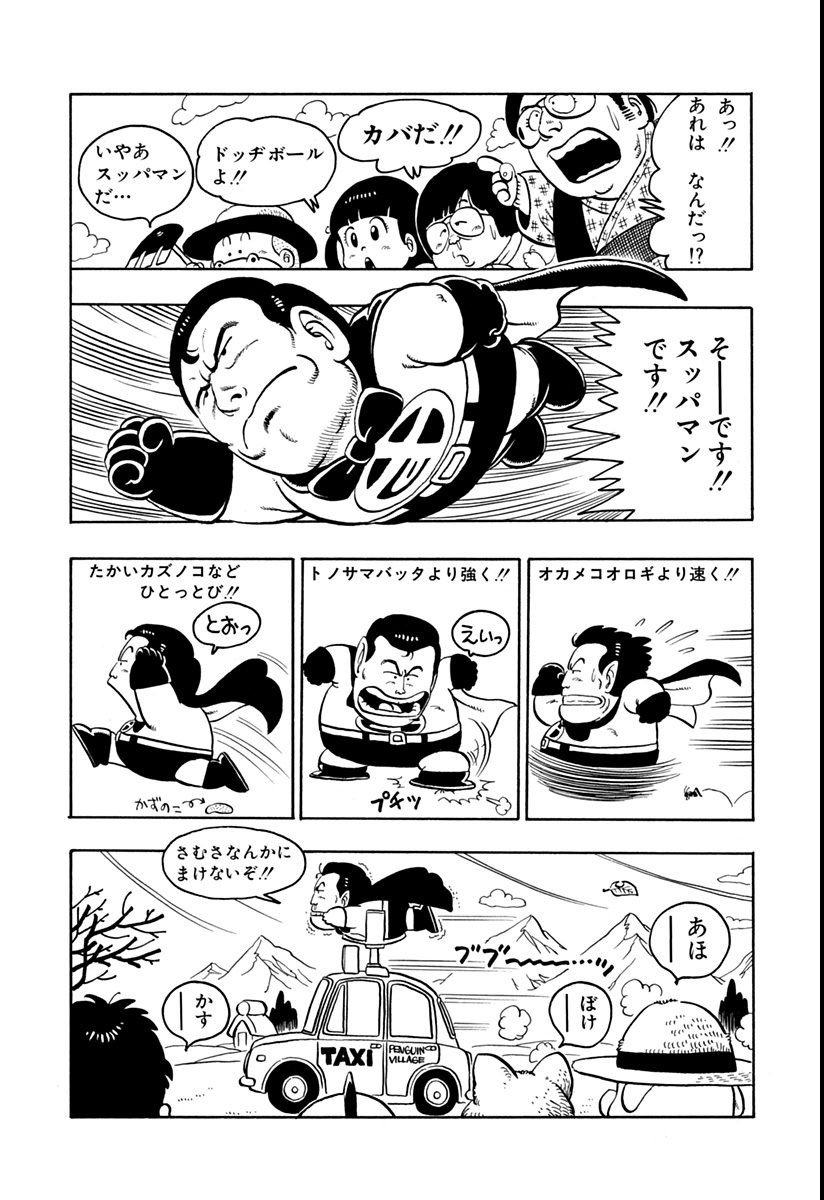 あっ!!
あれは
なんだっ!?
カバだ!!
ドッヂボール
よ!!
いやあ
スッパマン
だ…
そ――です!!
スッパマン
です!!
オカメコオロギより速く!!
トノサマバッタより強く!!
えいっ
プチッ
たかいカズノコなど
ひとっとび!!
とおっ
かずのこ
さむさなんかに
まけないぞ!!
ブブ〜〜…ッ
あほ
―
ぼけ
―
かす
―
TAXi
PENGUIN CO
VILLAGE